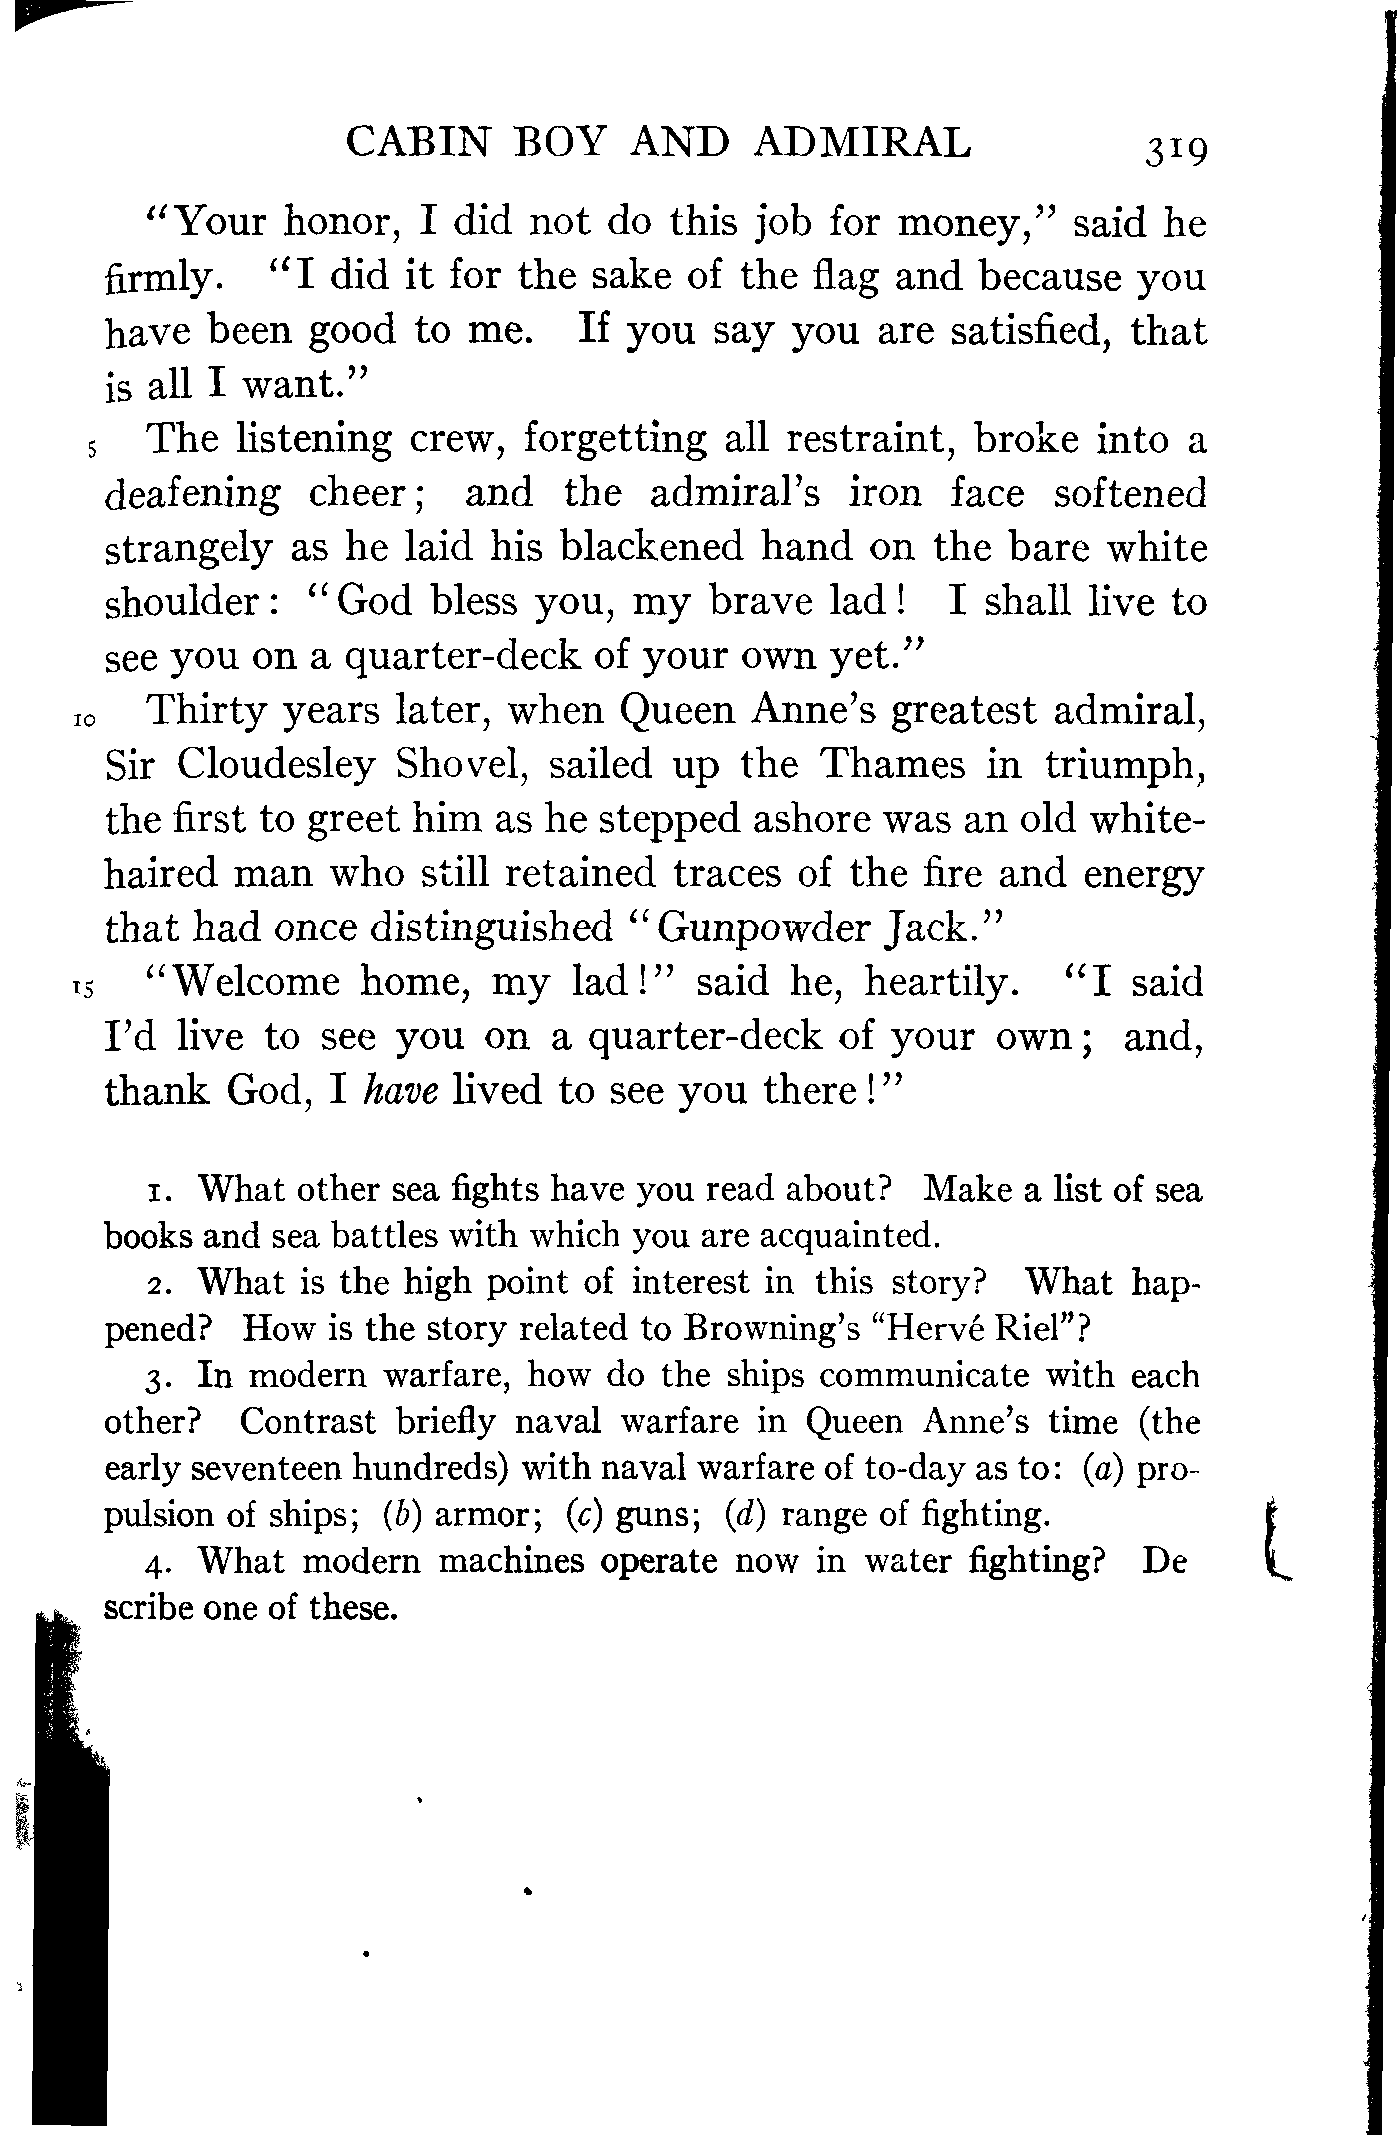 CABIN BOY AND ADMIRAL 319
“Your honor, I did not do this job for money,” said he
firmly. “I did it for the sake of the flag and because you
have been good to me. If you say you are satisfied, that
is all I want.”
5 The listening crew, forgetting all restraint, broke into a
deafening cheer; and the admiral’s iron face softened
strangely as he laid his blackened hand on the bare white
shoulder: “God bless you, my brave lad! I shall live to
see you on a quarter-deck of your own yet.”
10 Thirty years later, when Queen Anne’s greatest admiral,
Sir Cloudesley Shovel, sailed up the Thames in triumph,
the first to greet him as he stepped ashore was an old white-
haired man who still retained traces of the fire and energy
that had once distinguished “Gunpowder Jack.”
15 “Welcome home, my lad!” said he, heartily. “I said
I’d live to see you on a quarter-deck of your own; and,
thank God, I have lived to see you there!”
1. What other sea fights have you read about? Make a list of sea
books and sea battles with which you are acquainted.
2. What is the high point of interest in this story? What hap-
pened? How is the story related to Browning’s “Hervé Riel”?
3. In modern warfare, how do the ships communicate with each
other? Contrast briefly naval warfare in Queen Anne’s time (the
early seventeen hundreds) with naval warfare of to-day as to: (a) pro-
pulsion of ships; (b) armor; (c) guns; (d) range of fighting.
4. What modern machines operate now in water fighting? De
scribe one of these.